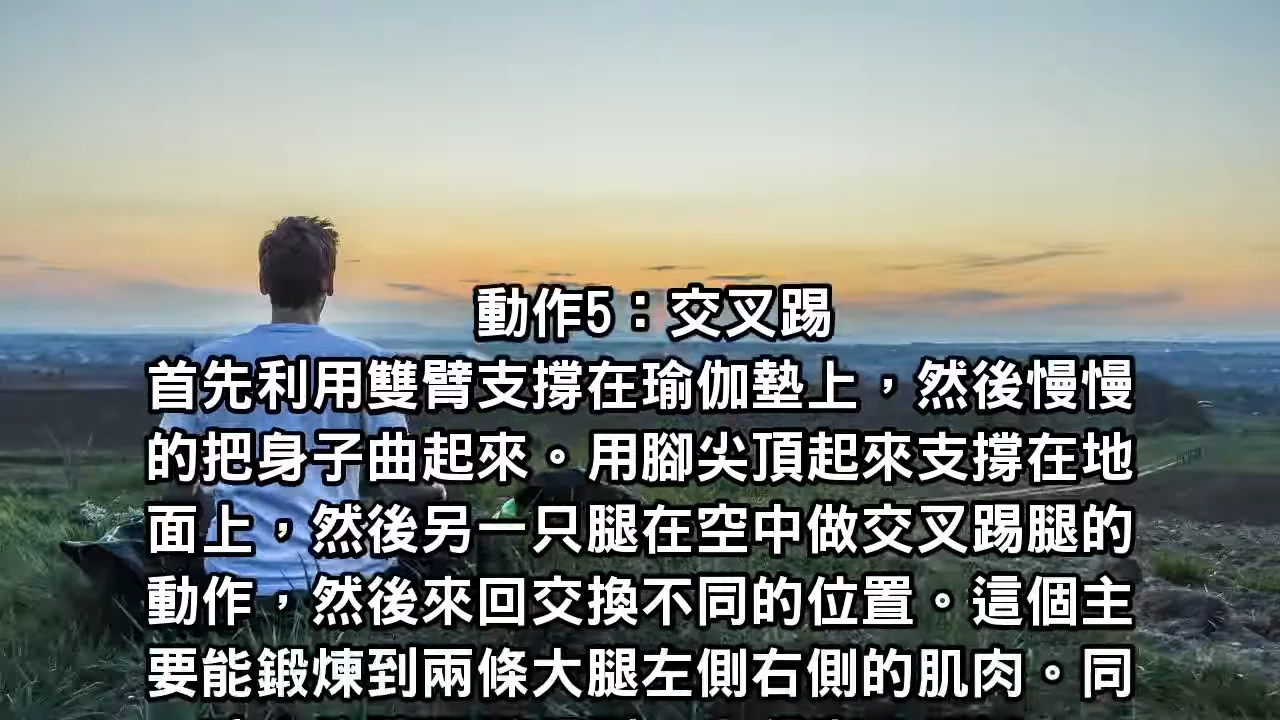 動作5：交叉踢
首先利用雙臂支撐在瑜伽墊上，然後慢慢
的把身子曲起來。用腳尖頂起來支撐在地
面上，然後另一只腿在空中做交叉踢腿的
動作，然後來回交換不同的位置。這個主
要能鍛煉到兩條大腿左側右側的肌肉。同